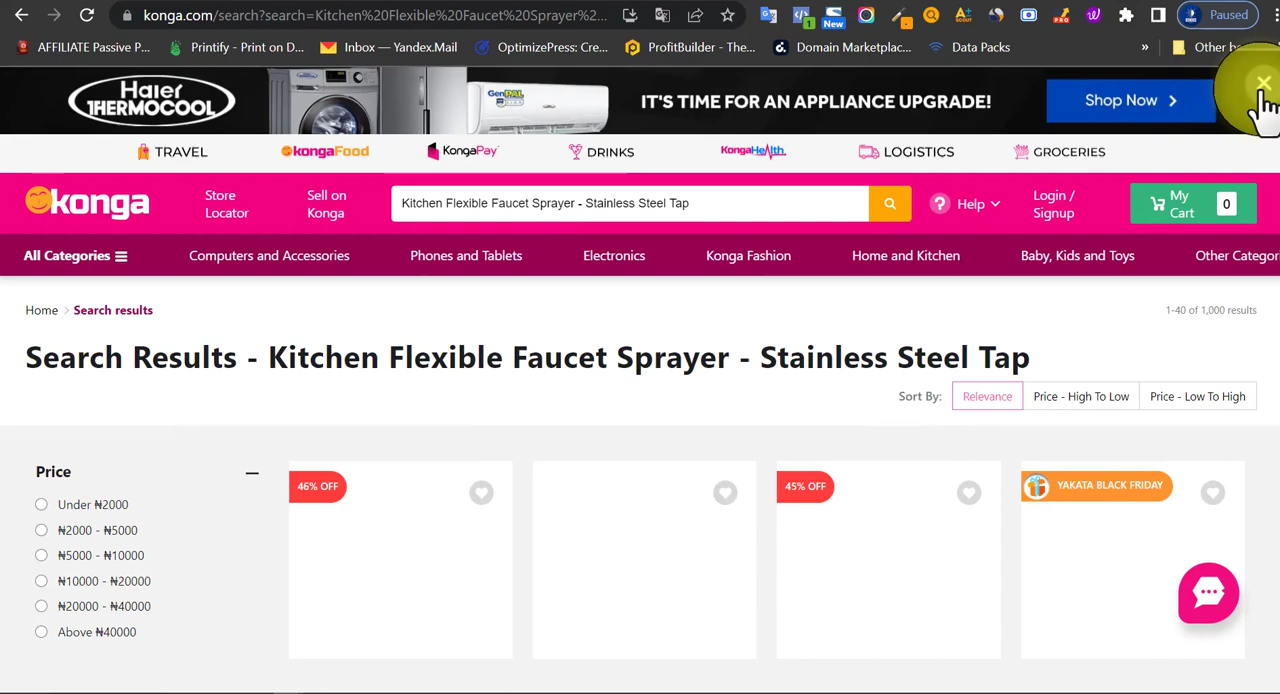 konga.com/search?search=Kitchen%20Flexible%20Faucet%20Sprayer%2...
New
1
Paused
AFFILIATE Passive P...
Printify - Print on D...
Inbox — Yandex.Mail
OptimizePress: Cre...
ProfitBuilder - The...
Domain Marketplac...
Data Packs
»
Other b
Haier THERMOCOOL
GenPAL
IT'S TIME FOR AN APPLIANCE UPGRADE!
Shop Now
TRAVEL
kongaFood
KongaPay
DRINKS
KongaHealth
LOGISTICS
GROCERIES
konga
Store Locator
Sell on Konga
Kitchen Flexible Faucet Sprayer - Stainless Steel Tap
Help
Login / Signup
My Cart
0
All Categories
Computers and Accessories
Phones and Tablets
Electronics
Konga Fashion
Home and Kitchen
Baby, Kids and Toys
Other Categor
Home > Search results
1-40 of 1,000 results
Search Results - Kitchen Flexible Faucet Sprayer - Stainless Steel Tap
Sort By:
Relevance
Price - High To Low
Price - Low To High
Price
Under ₦2000
₦2000 - ₦5000
₦5000 - ₦10000
₦10000 - ₦20000
₦20000 - ₦40000
Above ₦40000
46% OFF
45% OFF
YAKATA BLACK FRIDAY